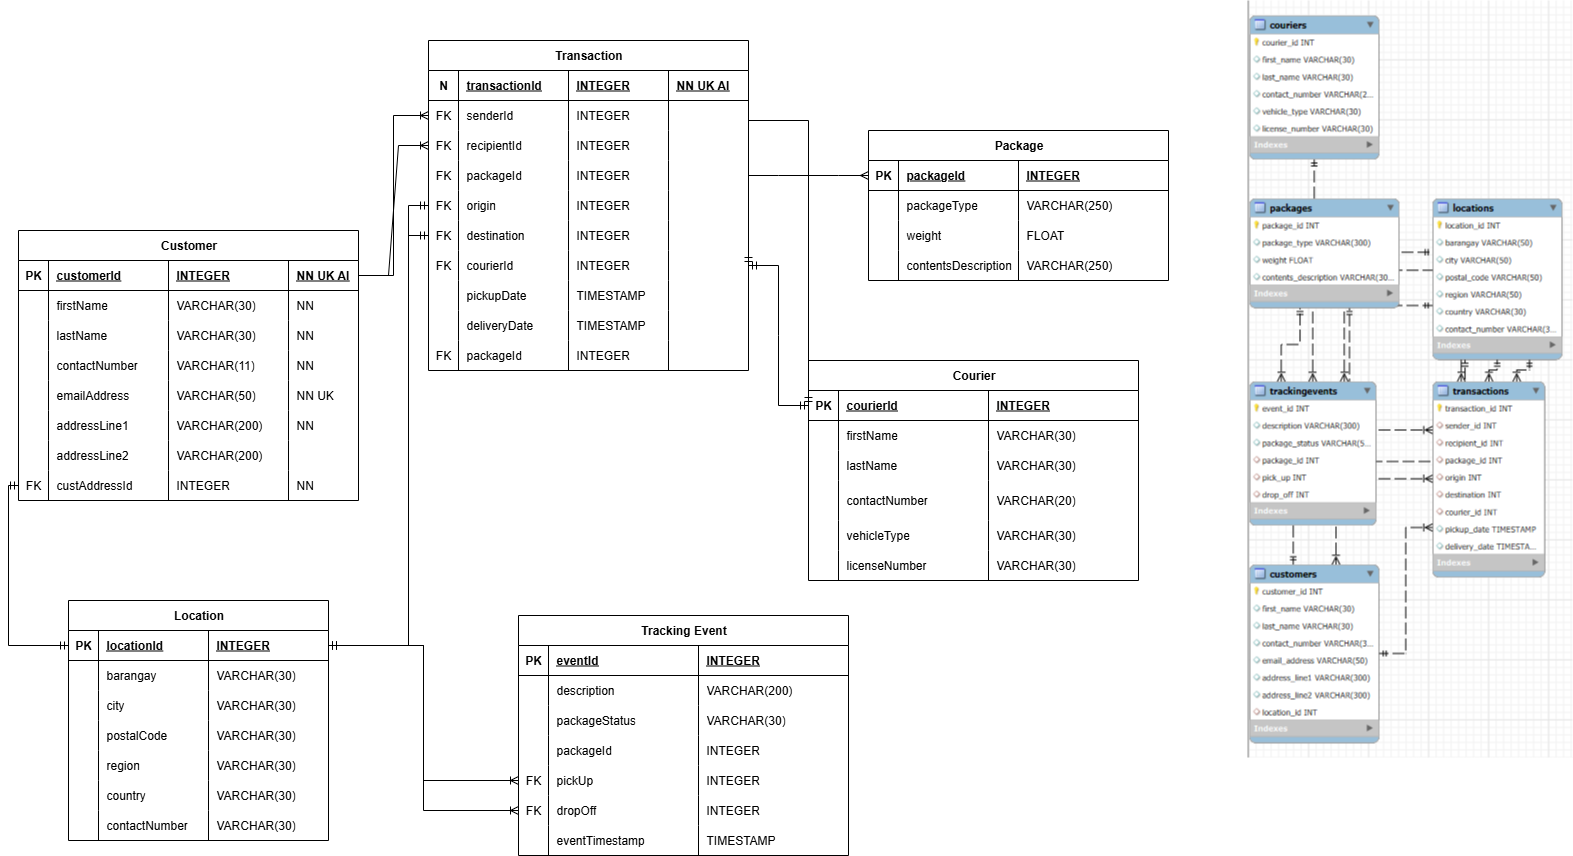 Transaction
N transactionId INTEGER NN UK AI
FK senderId INTEGER
FK recipientId INTEGER
FK packageId INTEGER
FK origin INTEGER
FK destination INTEGER
FK courierId INTEGER
pickupDate TIMESTAMP
deliveryDate TIMESTAMP
FK packageId INTEGER
Package
PK packageId INTEGER
packageType VARCHAR(250)
weight FLOAT
contentsDescription VARCHAR(250)
Customer
PK customerId INTEGER NN UK AI
firstName VARCHAR(30) NN
lastName VARCHAR(30) NN
contactNumber VARCHAR(11) NN
emailAddress VARCHAR(50) NN UK
addressLine1 VARCHAR(200) NN
addressLine2 VARCHAR(200)
FK custAddressId INTEGER NN
Courier
PK courierId INTEGER
firstName VARCHAR(30)
lastName VARCHAR(30)
contactNumber VARCHAR(20)
vehicleType VARCHAR(30)
licenseNumber VARCHAR(30)
Location
PK locationId INTEGER
barangay VARCHAR(30)
city VARCHAR(30)
postalCode VARCHAR(30)
region VARCHAR(30)
country VARCHAR(30)
contactNumber VARCHAR(30)
Tracking Event
PK eventId INTEGER
description VARCHAR(200)
packageStatus VARCHAR(30)
packageId INTEGER
FK pickUp INTEGER
FK dropOff INTEGER
eventTimestamp TIMESTAMP
couriers
courier_id INT
first_name VARCHAR(30)
last_name VARCHAR(30)
contact_number VARCHAR(2...
vehicle_type VARCHAR(30)
license_number VARCHAR(30)
Indexes
packages
package_id INT
package_type VARCHAR(300)
weight FLOAT
contents_description VARCHAR(30...
Indexes
locations
location_id INT
barangay VARCHAR(50)
city VARCHAR(50)
postal_code VARCHAR(50)
region VARCHAR(50)
country VARCHAR(30)
contact_number VARCHAR(3...
Indexes
trackingevents
event_id INT
description VARCHAR(300)
package_status VARCHAR(5...
package_id INT
pick_up INT
drop_off INT
Indexes
transactions
transaction_id INT
sender_id INT
recipient_id INT
package_id INT
origin INT
destination INT
courier_id INT
pickup_date TIMESTAMP
delivery_date TIMESTA...
Indexes
customers
customer_id INT
first_name VARCHAR(30)
last_name VARCHAR(30)
contact_number VARCHAR(3...
email_address VARCHAR(50)
address_line1 VARCHAR(300)
address_line2 VARCHAR(300)
location_id INT
Indexes